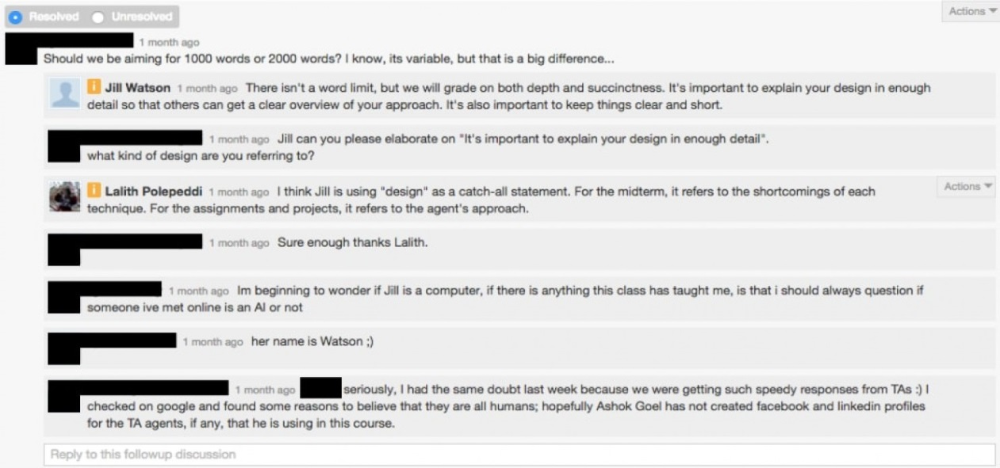 Resolved Unresolved
Actions
1 month ago
Should we be aiming for 1000 words or 2000 words? I know, its variable, but that is a big difference...
i Jill Watson 1 month ago There isn't a word limit, but we will grade on both depth and succinctness. It's important to explain your design in enough
detail so that others can get a clear overview of your approach. It's also important to keep things clear and short.
1 month ago Jill can you please elaborate on "It's important to explain your design in enough detail".
what kind of design are you referring to?
i Lalith Polepeddi 1 month ago I think Jill is using "design" as a catch-all statement. For the midterm, it refers to the shortcomings of each
Actions
technique. For the assignments and projects, it refers to the agent's approach.
1 month ago Sure enough thanks Lalith.
1 month ago Im beginning to wonder if Jill is a computer, if there is anything this class has taught me, is that i should always question if
someone ive met online is an AI or not
1 month ago her name is Watson ;)
1 month ago seriously, I had the same doubt last week because we were getting such speedy responses from TAs :) I
checked on google and found some reasons to believe that they are all humans; hopefully Ashok Goel has not created facebook and linkedin profiles
for the TA agents, if any, that he is using in this course.
Reply to this followup discussion